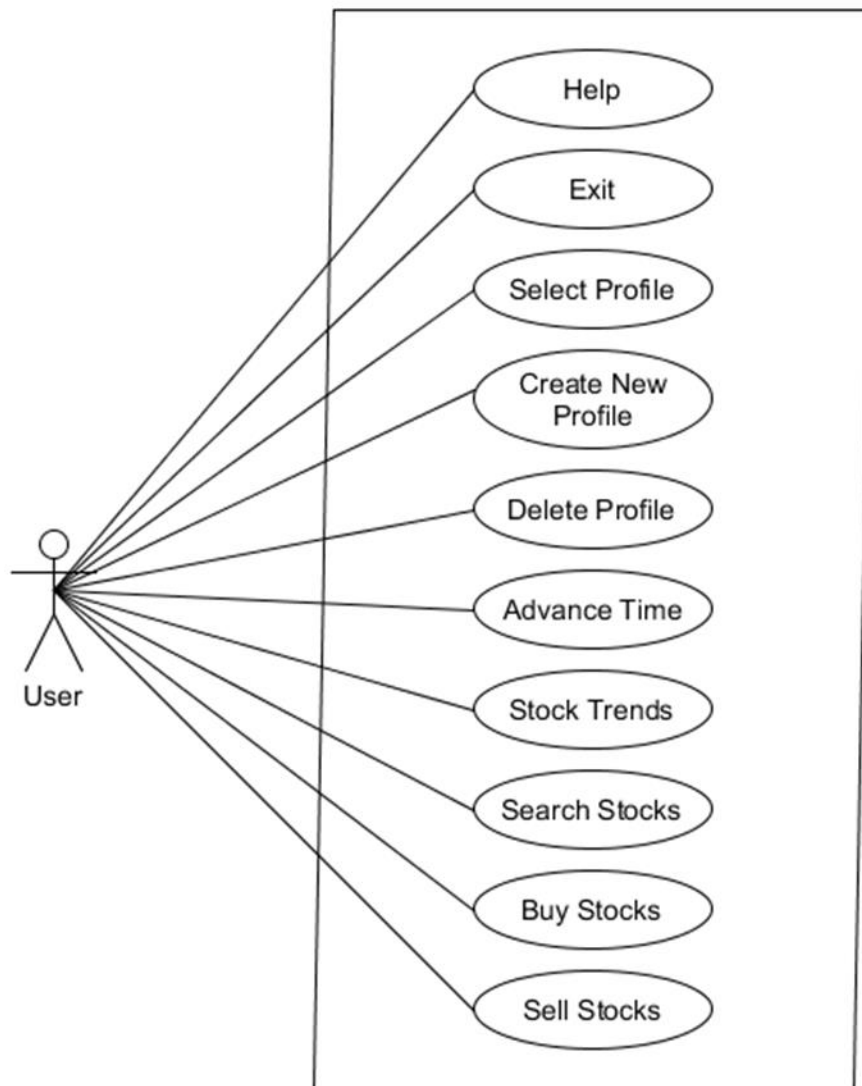 Help
Exit
Select Profile
Create New
Profile
Delete Profile
Advance Time
User
Stock Trends
Search Stocks
Buy Stocks
Sell Stocks